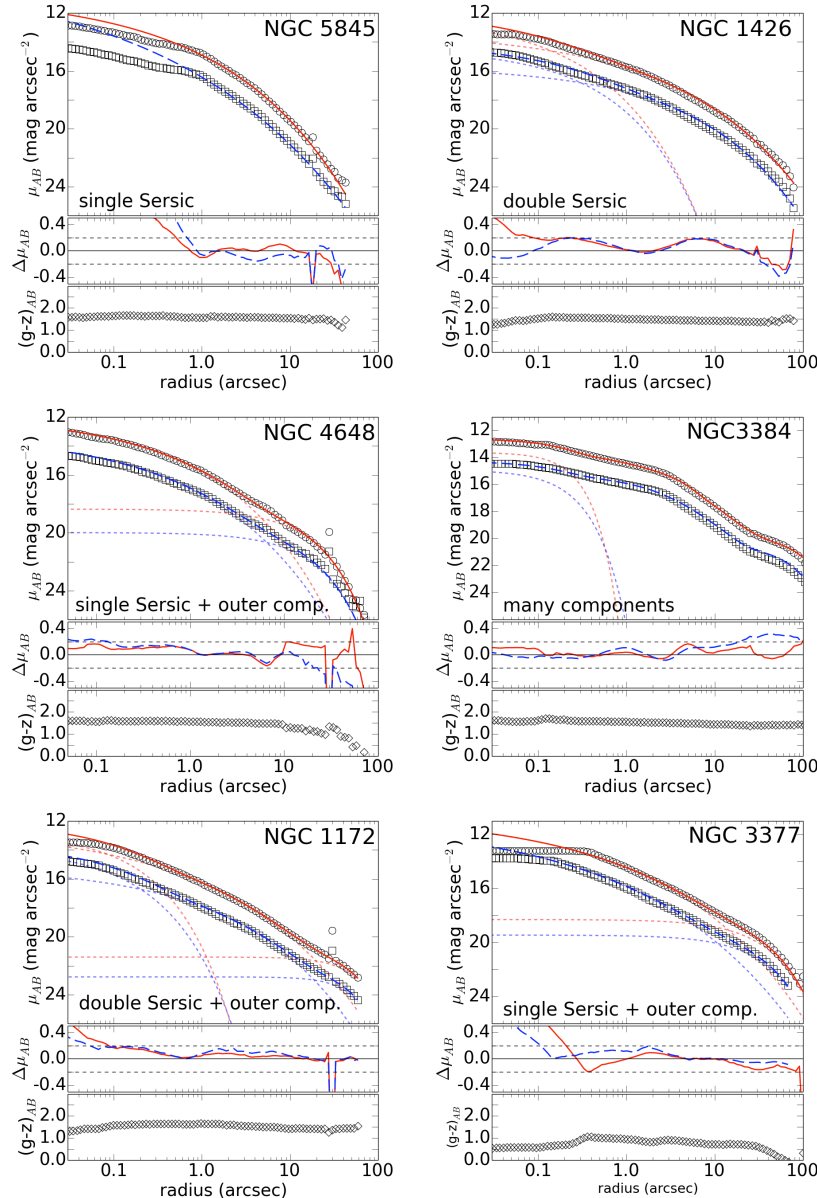 NGC 5845
12
16
20
24
μAB (mag arcsec−2)
single Sersic
0.4
0.0
-0.4
ΔμAB
2.0
1.0
0.0
(g-z)AB
0.1 1.0 10 100
radius (arcsec)
NGC 1426
12
16
20
24
μAB (mag arcsec−2)
double Sersic
0.4
0.0
-0.4
ΔμAB
2.0
1.0
0.0
(g-z)AB
0.1 1.0 10 100
radius (arcsec)
NGC 4648
12
16
20
24
μAB (mag arcsec−2)
single Sersic + outer comp.
0.4
0.0
-0.4
ΔμAB
2.0
1.0
0.0
(g-z)AB
0.1 1.0 10 100
radius (arcsec)
NGC3384
12
14
16
18
20
22
24
μAB (mag arcsec−2)
many components
0.4
0.2
0.0
-0.2
-0.4
ΔμAB
2.0
1.0
0.0
(g-z)AB
0.1 1.0 10 100
radius (arcsec)
NGC 1172
12
16
20
24
μAB (mag arcsec−2)
double Sersic + outer comp.
0.4
0.0
-0.4
ΔμAB
2.0
1.0
0.0
(g-z)AB
0.1 1.0 10 100
radius (arcsec)
NGC 3377
12
16
20
24
μAB (mag arcsec−2)
single Sersic + outer comp.
0.4
0.0
-0.4
ΔμAB
2.0
1.0
0.0
(g-z)AB
0.1 1.0 10 100
radius (arcsec)